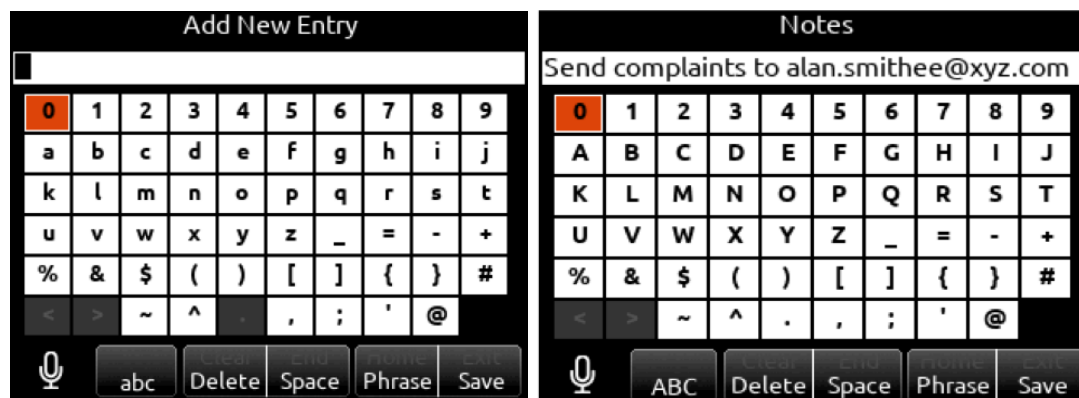 Add New Entry
0 1 2 3 4 5 6 7 8 9
a b c d e f g h i j
k l m n o p q r s t
u v w x y z _ = - +
% & $ ( ) [ ] { } #
< > ~ ^ . , ; ' @
Clear End Home Exit
abc Delete Space Phrase Save
Notes
Send complaints to alan.smithee@xyz.com
0 1 2 3 4 5 6 7 8 9
A B C D E F G H I J
K L M N O P Q R S T
U V W X Y Z _ = - +
% & $ ( ) [ ] { } #
< > ~ ^ . , ; ' @
Clear End Home Exit
ABC Delete Space Phrase Save